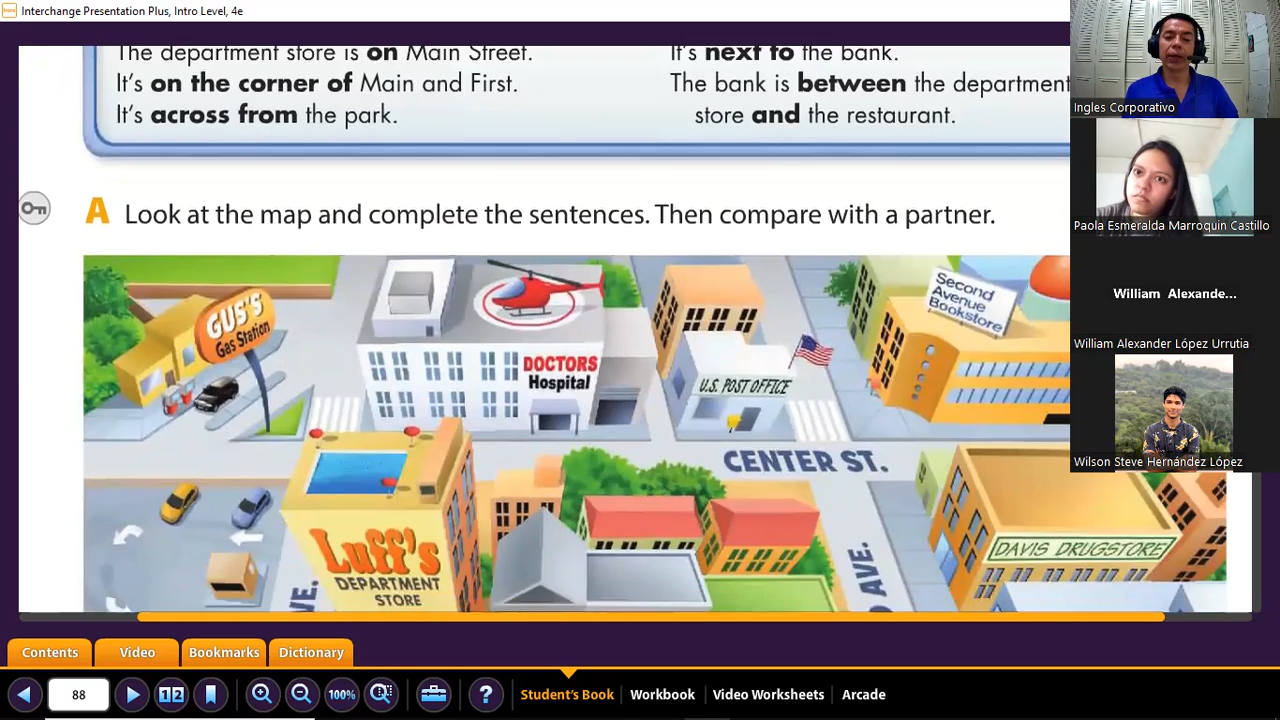 Interchange Presentation Plus, Intro Level, 4e
The department store is on Main Street.
It's on the corner of Main and First.
It's across from the park.
It's next to the bank.
The bank is between the department
store and the restaurant.
A Look at the map and complete the sentences. Then compare with a partner.
GUS'S
Gas Station
DOCTORS
Hospital
U.S. POST OFFICE
Second
Avenue
Bookstore
CENTER ST.
Luff's
DEPARTMENT
STORE
DAVIS DRUGSTORE
VE.
AVE.
Ingles Corporativo
Paola Esmeralda Marroquin Castillo
William Alexande...
William Alexander López Urrutia
Wilson Steve Hernández López
Contents Video Bookmarks Dictionary
88 1 2 100% ? Student's Book Workbook Video Worksheets Arcade